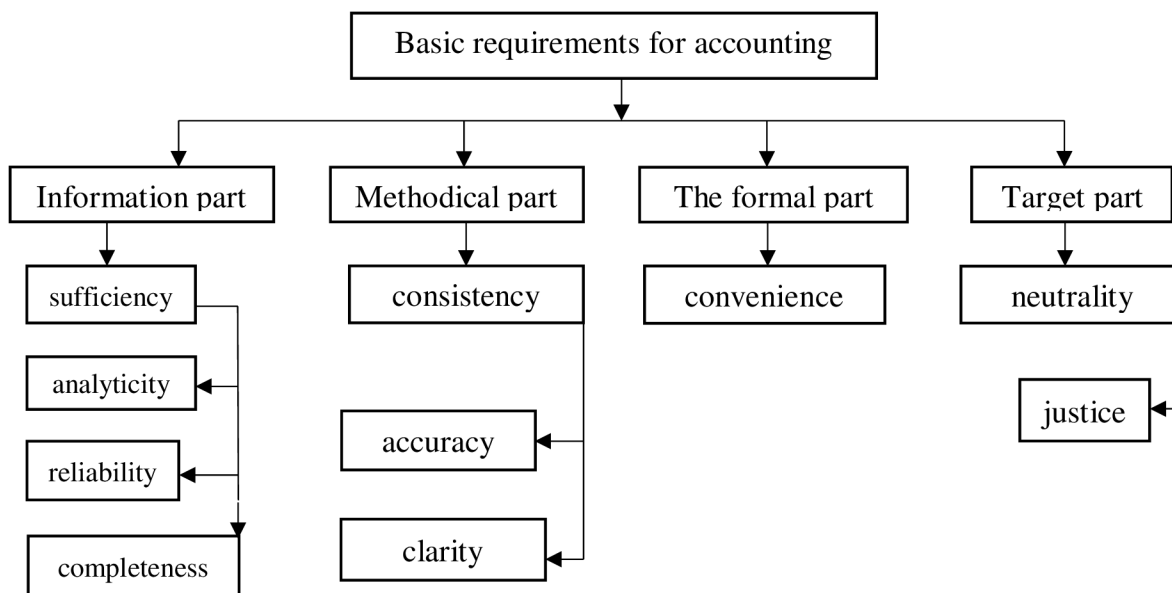 Basic requirements for accounting
Information part
Methodical part
The formal part
Target part
sufficiency
consistency
convenience
neutrality
analyticity
justice
accuracy
reliability
clarity
completeness